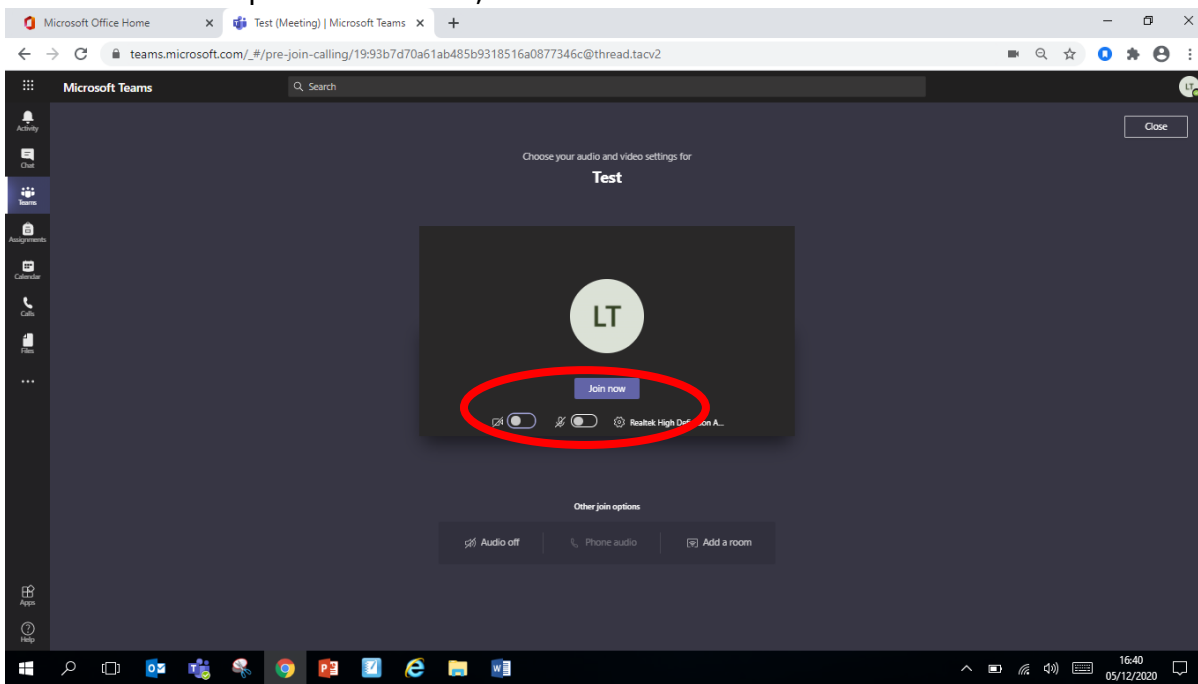 Microsoft Office Home
Test (Meeting) | Microsoft Teams
teams.microsoft.com/_#/pre-join-calling/19:93b7d70a61ab485b9318516a0877346c@thread.tacv2
Microsoft Teams
Search
LT
Activity
Close
Chat
Choose your audio and video settings for
Test
Teams
Assignments
Calendar
Calls
LT
Files
Join now
Realtek High Definition A...
Other join options
Audio off
Phone audio
Add a room
Apps
Help
16:40
05/12/2020